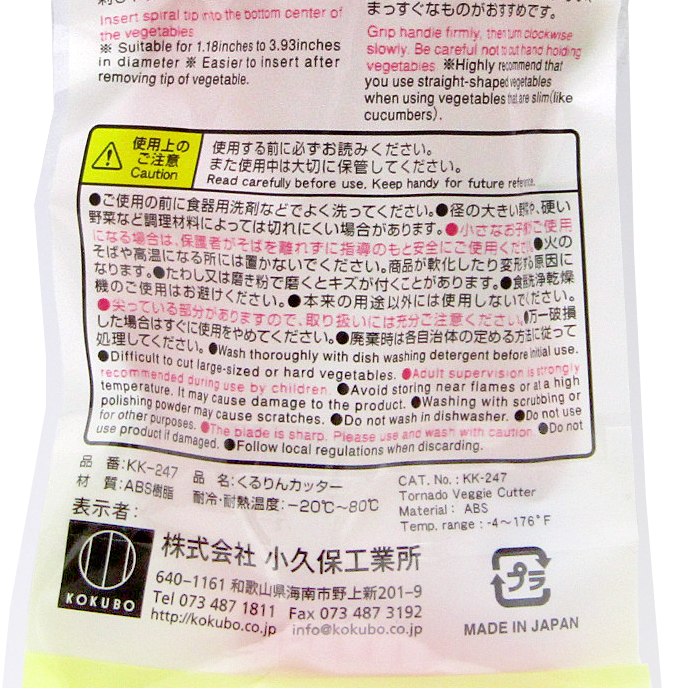 まっすぐなものがおすすめです。
Insert spiral tip into the bottom center of
the vegetables
※ Suitable for 1.18inches to 3.93inches
in diameter ※ Easier to insert after
removing tip of vegetable.
Grip handle firmly, then turn clockwise
slowly. Be careful not to cut hand holding
vegetables ※Highly recommend that
you use straight-shaped vegetables
when using vegetables that are slim(like
cucumbers).
使用上の
ご注意
Caution
使用する前に必ずお読みください。
また使用中は大切に保管してください。
Read carefully before use. Keep handy for future reference.
●ご使用の前に食器用洗剤などでよく洗ってください。●径の大きい野菜や、硬い
野菜など調理材料によっては切れにくい場合があります。●小さなお子様がご使用
になる場合は、保護者がそばを離れずに指導のもと安全にご使用ください。●火の
そばや高温になる所には置かないでください。商品が軟化したり変形する原因に
なります。●たわし又は磨き粉で磨くとキズが付くことがあります。●食器洗浄乾燥
機のご使用はお避けください。●本来の用途以外には使用しないでください。
●尖っている部分がありますので、取り扱いには充分ご注意ください。●万一破損
した場合はすぐに使用をやめてください。●廃棄時は各自治体の定める方法に従って
処理してください。●Wash thoroughly with dish washing detergent before initial use.
●Difficult to cut large-sized or hard vegetables. ●Adult supervision is strongly
recommended during use by children. ●Avoid storing near flames or at a high
temperature. It may cause damage to the product. ●Washing with scrubbing or
polishing powder may cause scratches. ●Do not wash in dishwasher. ●Do not use
for other purposes. ●The blade is sharp. Please use and wash with caution ●Do not
use product if damaged. ●Follow local regulations when discarding.
品 番:KK-247 品 名:くるりんカッター
材 質:ABS樹脂 耐冷・耐熱温度:−20℃〜80℃
CAT. No.: KK-247
Tornado Veggie Cutter
Material: ABS
Temp. range : -4~176°F
表示者:
KOKUBO
株式会社 小久保工業所
640-1161 和歌山県海南市野上新201-9
Tel 073 487 1811 Fax 073 487 3192
http://kokubo.co.jp info@kokubo.co.jp
プラ
MADE IN JAPAN